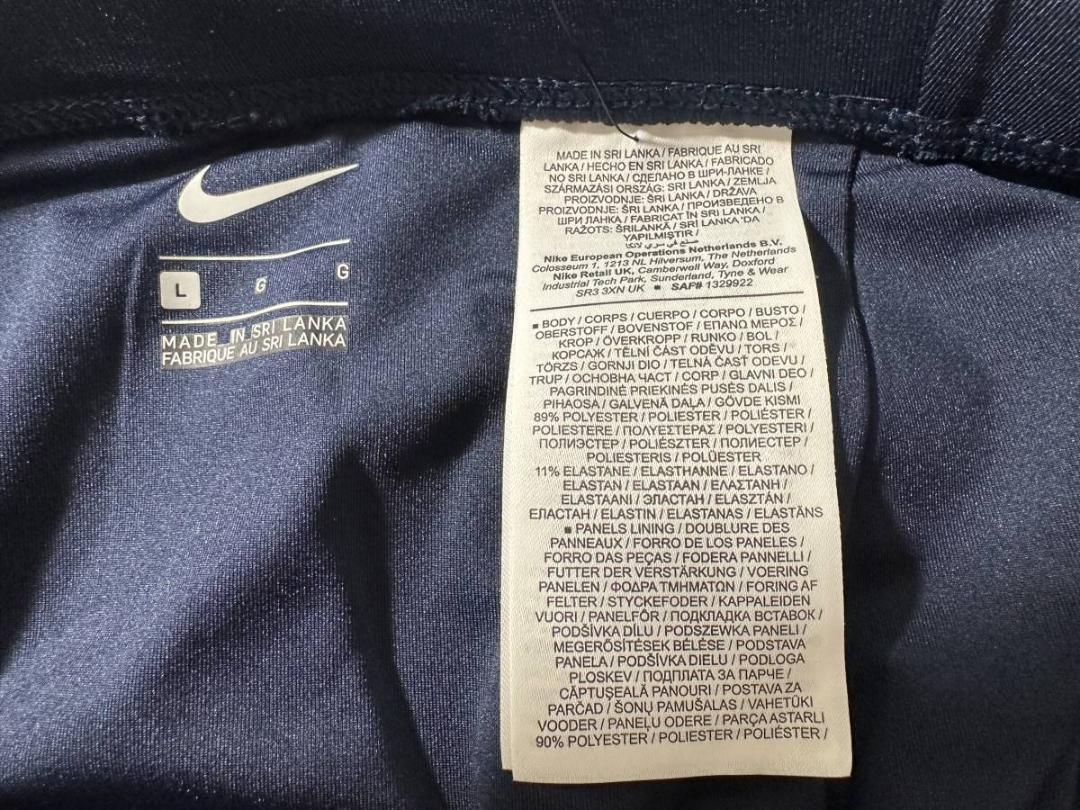 L G G
MADE IN SRI LANKA
FABRIQUE AU SRI LANKA
MADE IN SRI LANKA / FABRIQUE AU SRI
LANKA / HECHO EN SRI LANKA / FABRICADO
NO SRI LANKA / СДЕЛАНО В ШРИ-ЛАНКЕ /
SZÁRMAZÁSI ORSZÁG: SRI LANKA / ZEMLJA
PROIZVODNJE: ŠRI LANKA / DRŽAVA
PROIZVODNJE: ŠRI LANKA / ПРОИЗВЕДЕНО В
ШРИ ЛАНКА / FABRICAT ÎN SRI LANKA /
RAŽOTS: ŠRILANKĀ / SRI LANKA 'DA
YAPILMIŞTIR /
صنع في سري لانكا
Nike European Operations Netherlands B.V.
Colosseum 1, 1213 NL Hilversum, The Netherlands
Nike Retail UK, Camberwell Way, Doxford
Industrial Tech Park, Sunderland, Tyne & Wear
SR3 3XN UK ■ SAF# 1329922
■ BODY / CORPS / CUERPO / CORPO / BUSTO /
OBERSTOFF / BOVENSTOF / ΕΠΑΝΩ ΜΕΡΟΣ /
KROP / ÖVERKROPP / RUNKO / BOL /
КОРСАЖ / TĚLNÍ ČÁST ODĚVU / TORS /
TÖRZS / GORNJI DIO / TELNÁ ČASŤ ODEVU /
TRUP / ОСНОВНА ЧАСТ / CORP / GLAVNI DEO /
PAGRINDINĖ PRIEKINĖS PUSĖS DALIS /
PIHAOSA / GALVENĀ DAĻA / GÖVDE KISMI
89% POLYESTER / POLIESTER / POLIÉSTER /
POLIESTERE / ΠΟΛΥΕΣΤΕΡΑΣ / POLYESTERI /
ПОЛИЭСТЕР / POLIÉSZTER / ПОЛИЕСТЕР /
POLIESTERIS / POLÜESTER
11% ELASTANE / ELASTHANNE / ELASTANO /
ELASTAN / ELASTAAN / ΕΛΑΣΤΑΝΗ /
ELASTAANI / ЭЛАСТАН / ELASZTÁN /
ЕЛАСТАН / ELASTIN / ELASTANAS / ELASTĀNS
■ PANELS LINING / DOUBLURE DES
PANNEAUX / FORRO DE LOS PANELES /
FORRO DAS PEÇAS / FODERA PANNELLI /
FUTTER DER VERSTÄRKUNG / VOERING
PANELEN / ΦΟΔΡΑ ΤΜΗΜΑΤΩΝ / FORING AF
FELTER / STYCKEFODER / KAPPALEIDEN
VUORI / PANELFÔR / ПОДКЛАДКА ВСТАВОК /
PODŠÍVKA DÍLU / PODSZEWKA PANELI /
MEGERŐSÍTÉSEK BÉLÉSE / PODSTAVA
PANELA / PODŠÍVKA DIELU / PODLOGA
PLOSKEV / ПОДПЛАТА ЗА ПАРЧЕ /
CĂPTUŞEALĂ PANOURI / POSTAVA ZA
PARČAD / ŠONŲ PAMUŠALAS / VAHETÜKI
VOODER / PANEĻU ODERE / PARÇA ASTARLI
90% POLYESTER / POLIESTER / POLIÉSTER /